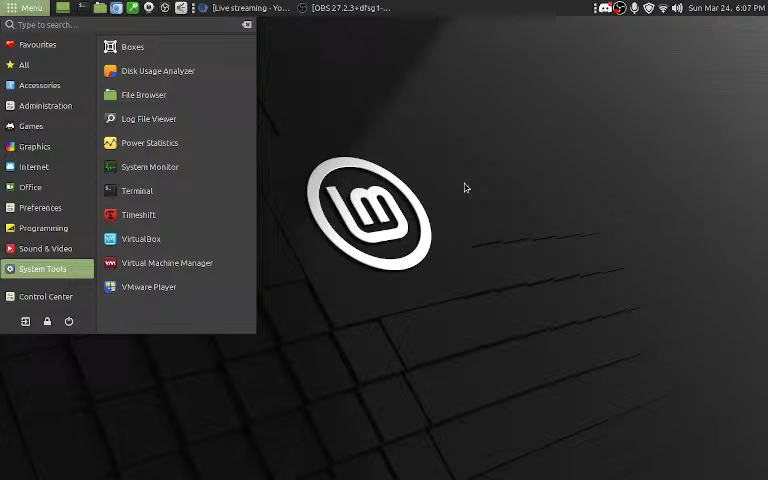 Menu
[Live streaming - Yo...
[OBS 27.2.3+dfsg1-...
Sun Mar 24, 6:07 PM
Type to search...
Favourites
All
Accessories
Administration
Games
Graphics
Internet
Office
Preferences
Programming
Sound & Video
System Tools
Control Center
Boxes
Disk Usage Analyzer
File Browser
Log File Viewer
Power Statistics
System Monitor
Terminal
Timeshift
VirtualBox
Virtual Machine Manager
VMware Player